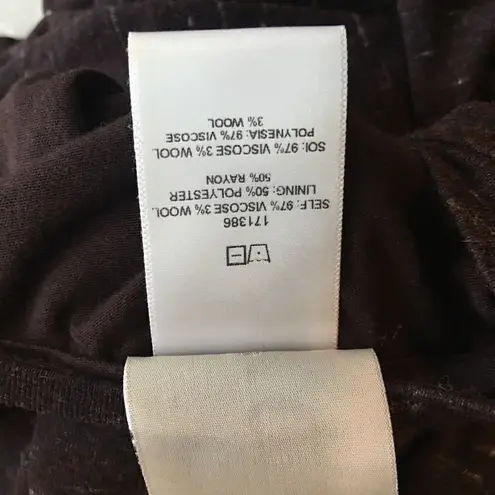 171386
SELF: 97% VISCOSE 3% WOOL
LINING: 50% POLYESTER
50% RAYON
SOI: 97% VISCOSE 3% WOOL
POLYNESIA: 97% VISCOSE
3% WOOL